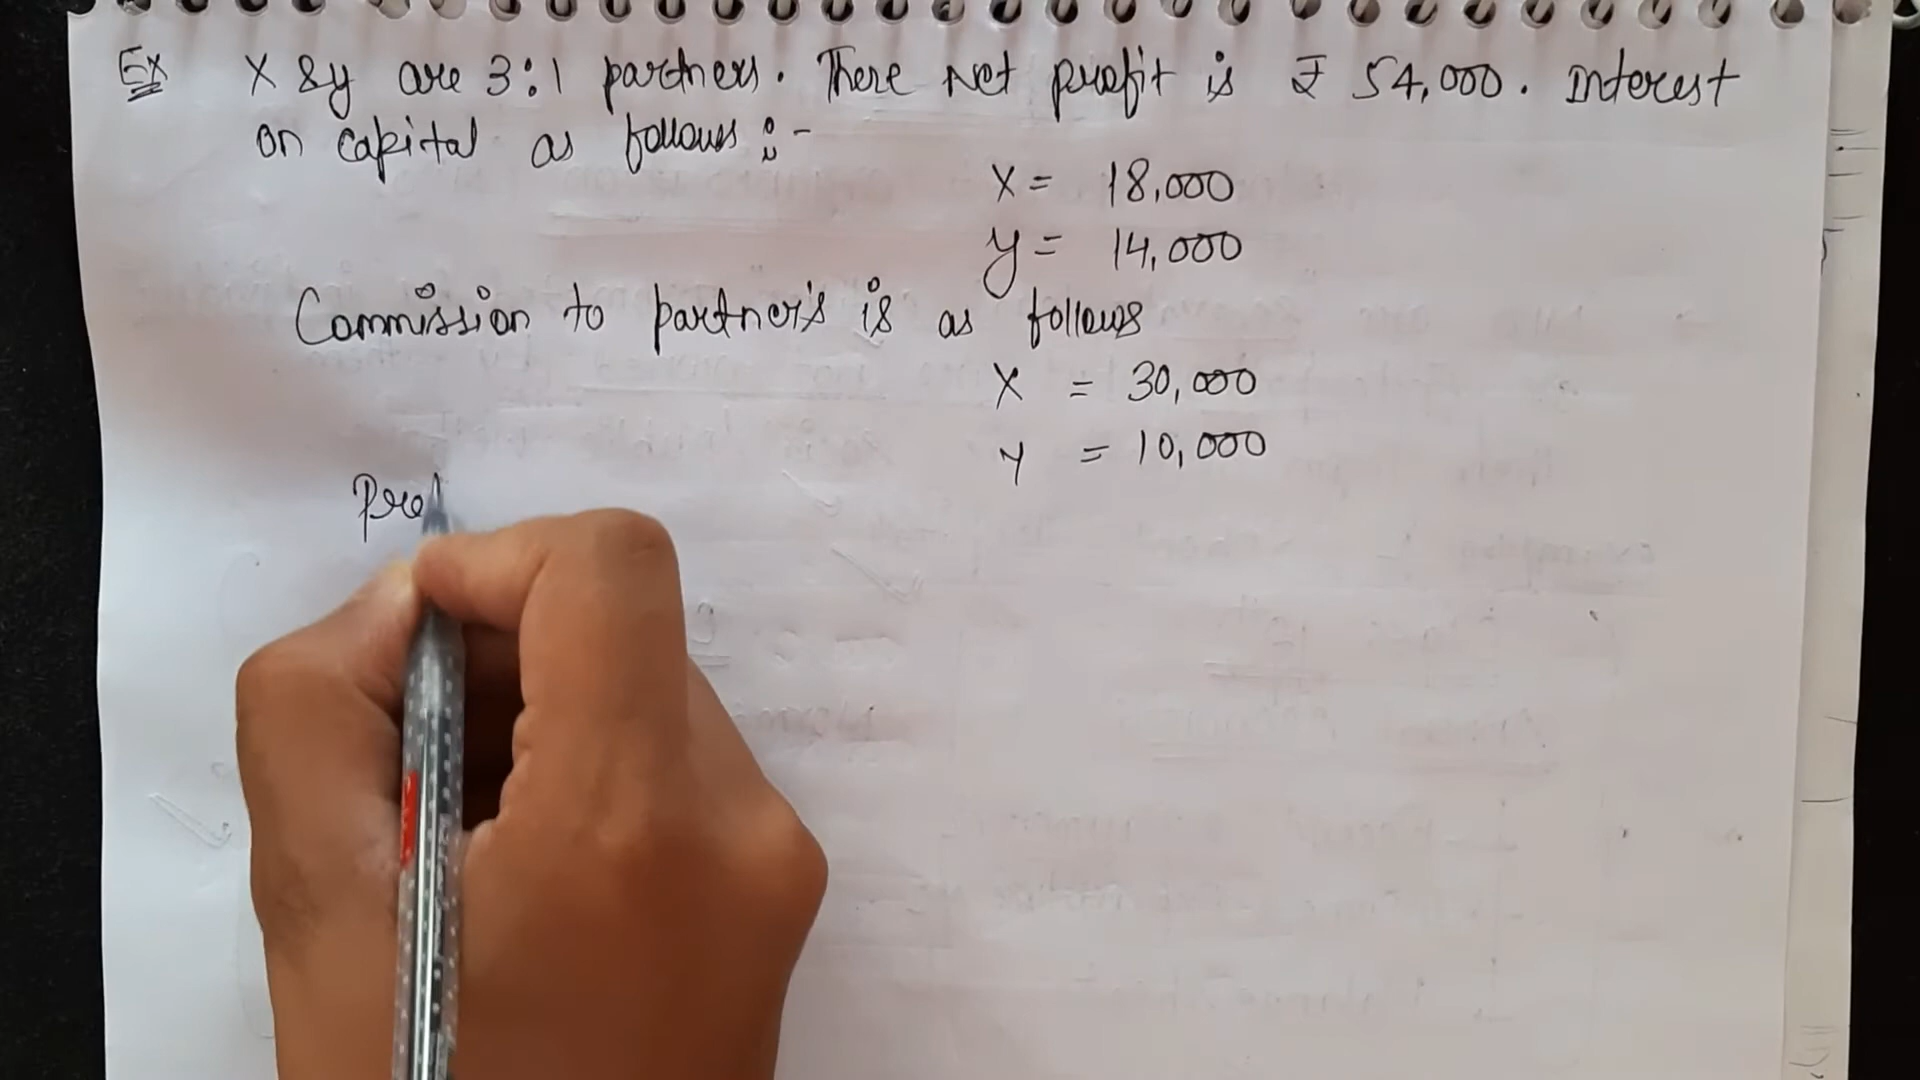 Ex X & y are 3:1 partners. There Net profit is ₹ 54,000. Interest
on capital as follows :-
X = 18,000
y = 14,000
Commission to partner's is as follows
X = 30,000
Y = 10,000
Pre